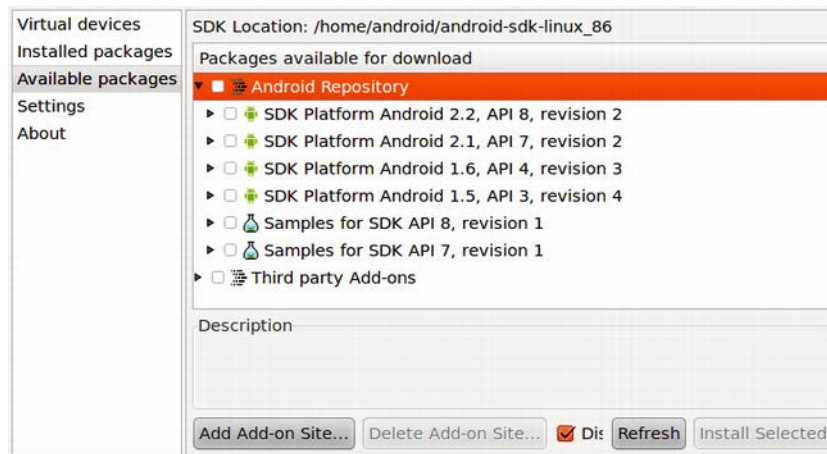 Virtual devices
Installed packages
Available packages
Settings
About
SDK Location: /home/android/android-sdk-linux_86
Packages available for download
Android Repository
SDK Platform Android 2.2, API 8, revision 2
SDK Platform Android 2.1, API 7, revision 2
SDK Platform Android 1.6, API 4, revision 3
SDK Platform Android 1.5, API 3, revision 4
Samples for SDK API 8, revision 1
Samples for SDK API 7, revision 1
Third party Add-ons
Description
Add Add-on Site... Delete Add-on Site... Dis Refresh Install Selected